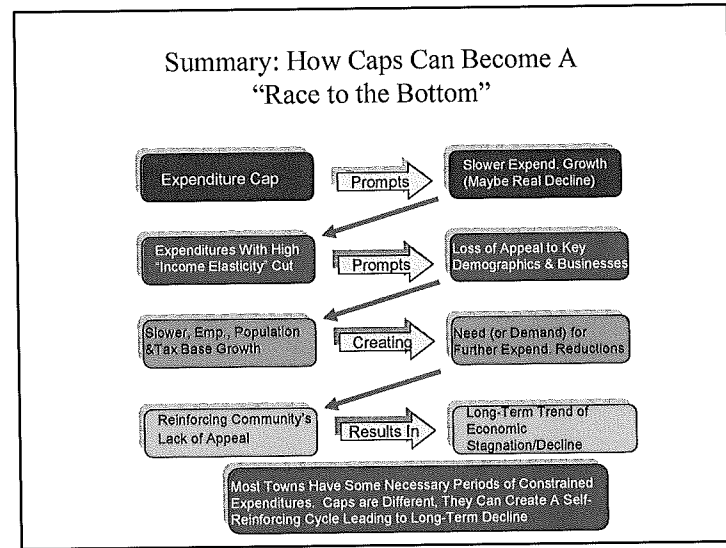 Summary: How Caps Can Become A
"Race to the Bottom"
Expenditure Cap
Prompts
Slower Expend. Growth
(Maybe Real Decline)
Expenditures With High
"Income Elasticity" Cut
Prompts
Loss of Appeal to Key
Demographics & Businesses
Slower, Emp., Population
&Tax Base Growth
Creating
Need (or Demand) for
Further Expend. Reductions
Reinforcing Community's
Lack of Appeal
Results In
Long-Term Trend of
Economic
Stagnation/Decline
Most Towns Have Some Necessary Periods of Constrained
Expenditures. Caps are Different, They Can Create A Self-
Reinforcing Cycle Leading to Long-Term Decline